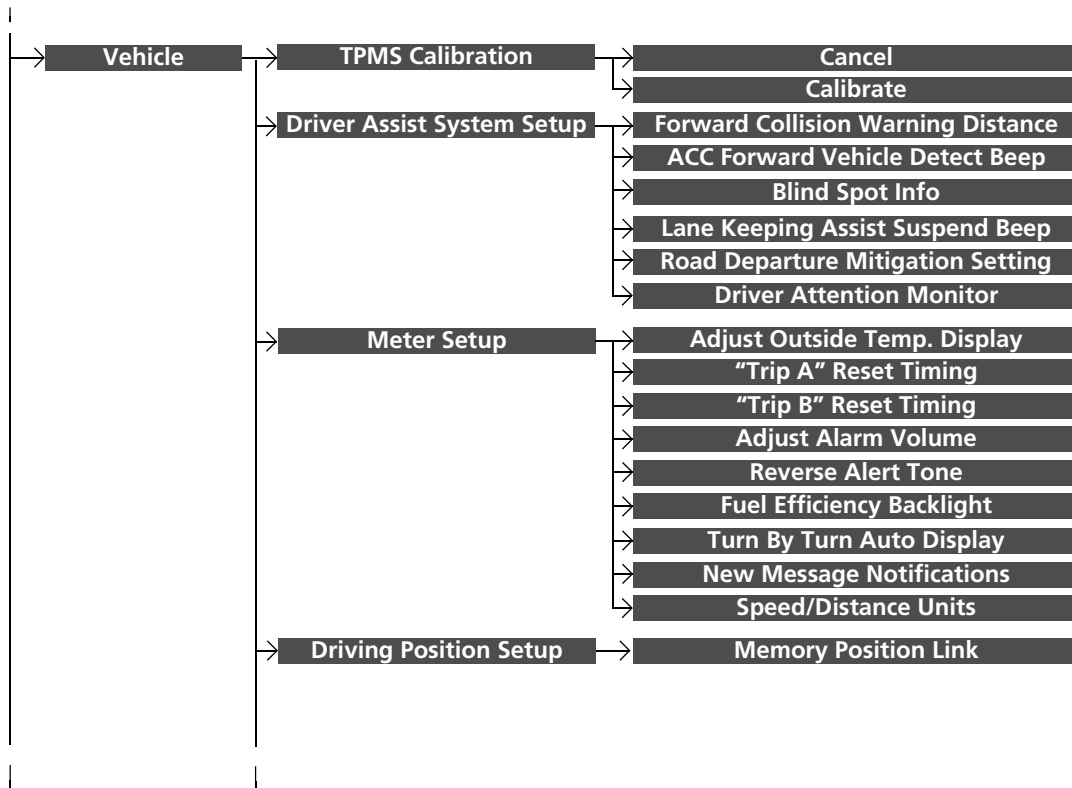 Vehicle
TPMS Calibration
Cancel
Calibrate
Driver Assist System Setup
Forward Collision Warning Distance
ACC Forward Vehicle Detect Beep
Blind Spot Info
Lane Keeping Assist Suspend Beep
Road Departure Mitigation Setting
Driver Attention Monitor
Meter Setup
Adjust Outside Temp. Display
“Trip A” Reset Timing
“Trip B” Reset Timing
Adjust Alarm Volume
Reverse Alert Tone
Fuel Efficiency Backlight
Turn By Turn Auto Display
New Message Notifications
Speed/Distance Units
Driving Position Setup
Memory Position Link